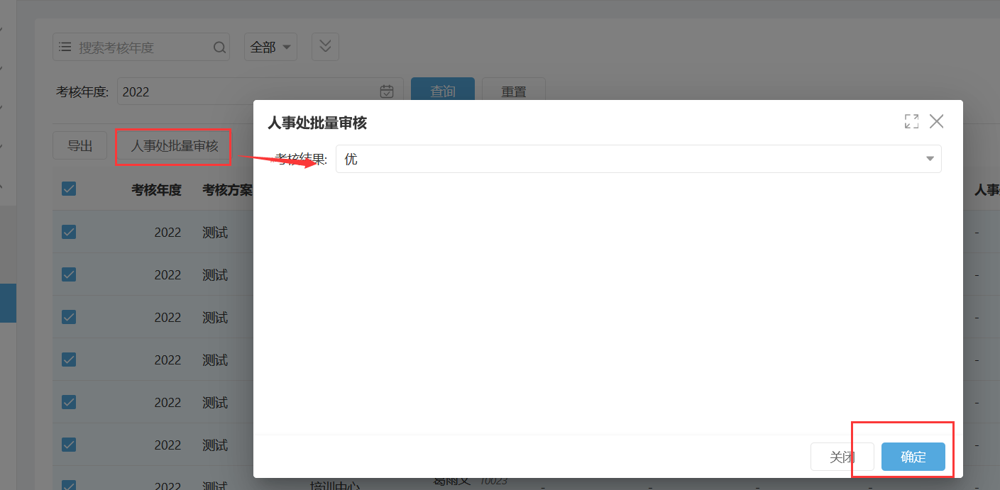 搜索考核年度
全部
考核年度:
2022
查询
重置
人事处批量审核
导出
人事处批量审核
*考核结果:
优
考核年度
考核方案
人事
2022
测试
-
2022
测试
-
2022
测试
-
2022
测试
-
2022
测试
-
2022
测试
-
关闭
确定
2022
测试
培训中心
葛雨文
10023
-
-
-
-
-